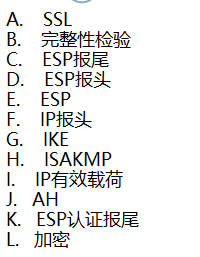 A. SSL
B. 完整性检验
C. ESP报尾
D. ESP报头
E. ESP
F. IP报头
G. IKE
H. ISAKMP
I. IP有效载荷
J. AH
K. ESP认证报尾
L. 加密